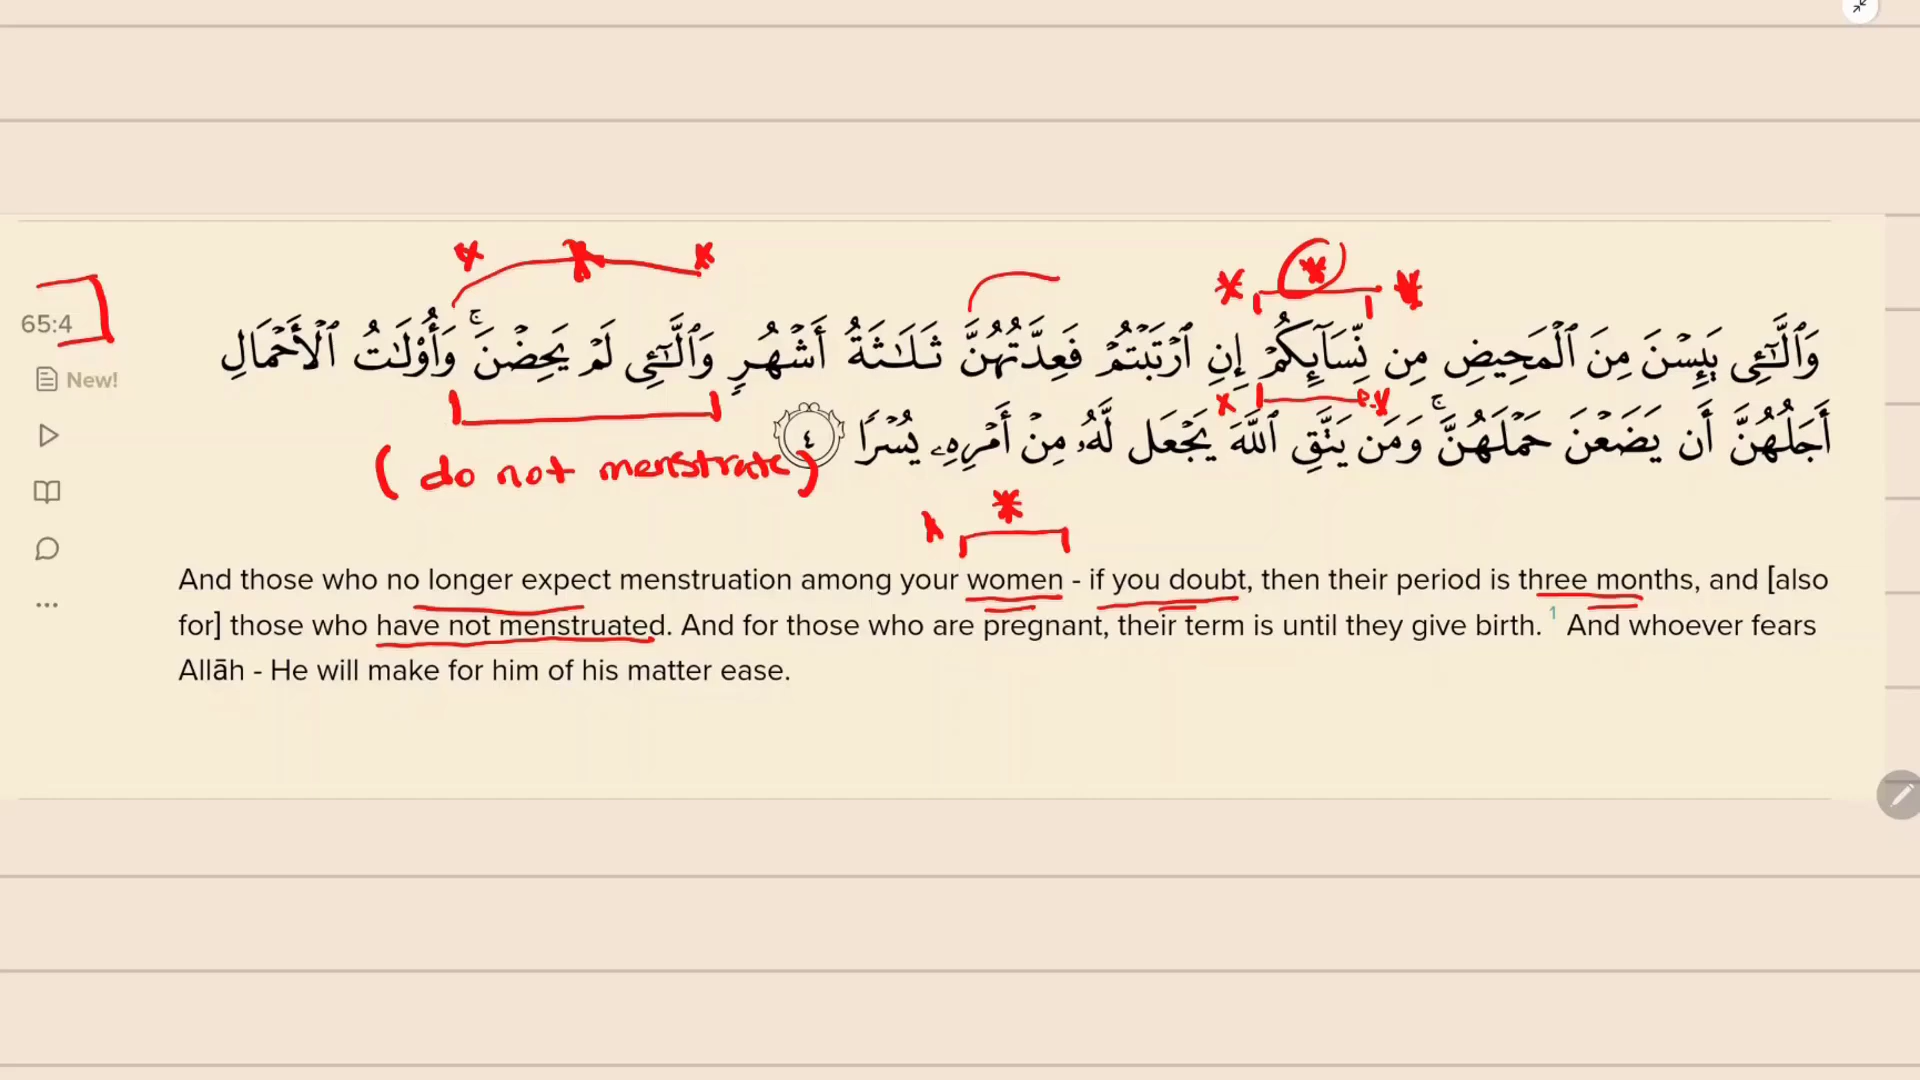 65:4
New!
وَٱلَّـٰٓـِٔى يَئِسْنَ مِنَ ٱلْمَحِيضِ مِن نِّسَآئِكُمْ إِنِ ٱرْتَبْتُمْ فَعِدَّتُهُنَّ ثَلَـٰثَةُ أَشْهُرٍ وَٱلَّـٰٓـِٔى لَمْ يَحِضْنَ ۚ وَأُو۟لَـٰتُ ٱلْأَحْمَالِ
أَجَلُهُنَّ أَن يَضَعْنَ حَمْلَهُنَّ ۚ وَمَن يَتَّقِ ٱللَّهَ يَجْعَل لَّهُۥ مِنْ أَمْرِهِۦ يُسْرًا ٤
( do not menstrate )
And those who no longer expect menstruation among your women - if you doubt, then their period is three months, and [also
for] those who have not menstruated. And for those who are pregnant, their term is until they give birth. 1 And whoever fears
Allāh - He will make for him of his matter ease.